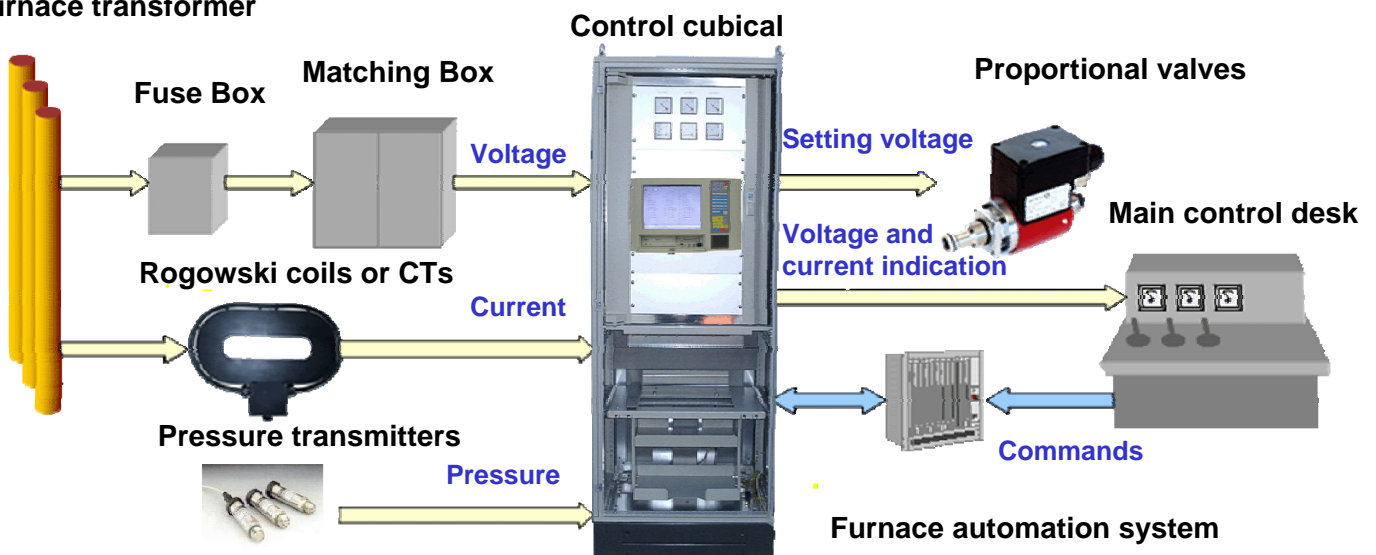 urnace transformer
Control cubical
Proportional valves
Matching Box
Fuse Box
Voltage
Setting voltage
Main control desk
Voltage and
current indication
Rogowski coils or CTs
Current
Pressure transmitters
Commands
Pressure
Furnace automation system